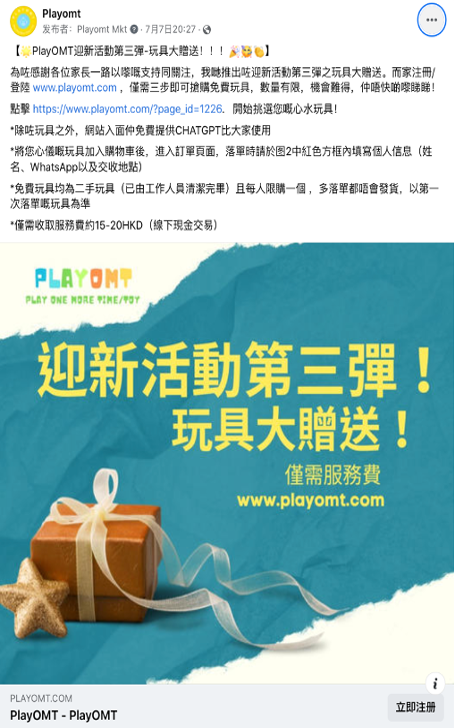 Playomt
发布者：Playomt Mkt · 7月7日20:27 ·
【🌟PlayOMT迎新活動第三彈-玩具大贈送！！！🎉🥳👏】
為咗感謝各位家長一路以嚟嘅支持同關注，我哋推出咗迎新活動第三彈之玩具大贈送。而家註冊/
登陸 www.playomt.com ，僅需三步即可搶購免費玩具，數量有限，機會難得，仲唔快啲嚟睇睇！
點擊 https://www.playomt.com/?page_id=1226. 開始挑選您嘅心水玩具！
*除咗玩具之外，網站入面仲免費提供CHATGPT比大家使用
*將您心儀嘅玩具加入購物車後，進入訂單頁面，落單時請於图2中紅色方框內填寫個人信息（姓
名、WhatsApp以及交收地點）
*免費玩具均為二手玩具（已由工作人員清潔完畢）且每人限購一個 ，多落單都唔會發貨，以第一
次落單嘅玩具為準
*僅需收取服務費約15-20HKD（線下現金交易）
PLAYOMT
PLAY ONE MORE TIME/TOY
迎新活動第三彈！
玩具大贈送！
僅需服務費
www.playomt.com
PLAYOMT.COM
PlayOMT - PlayOMT
立即注册